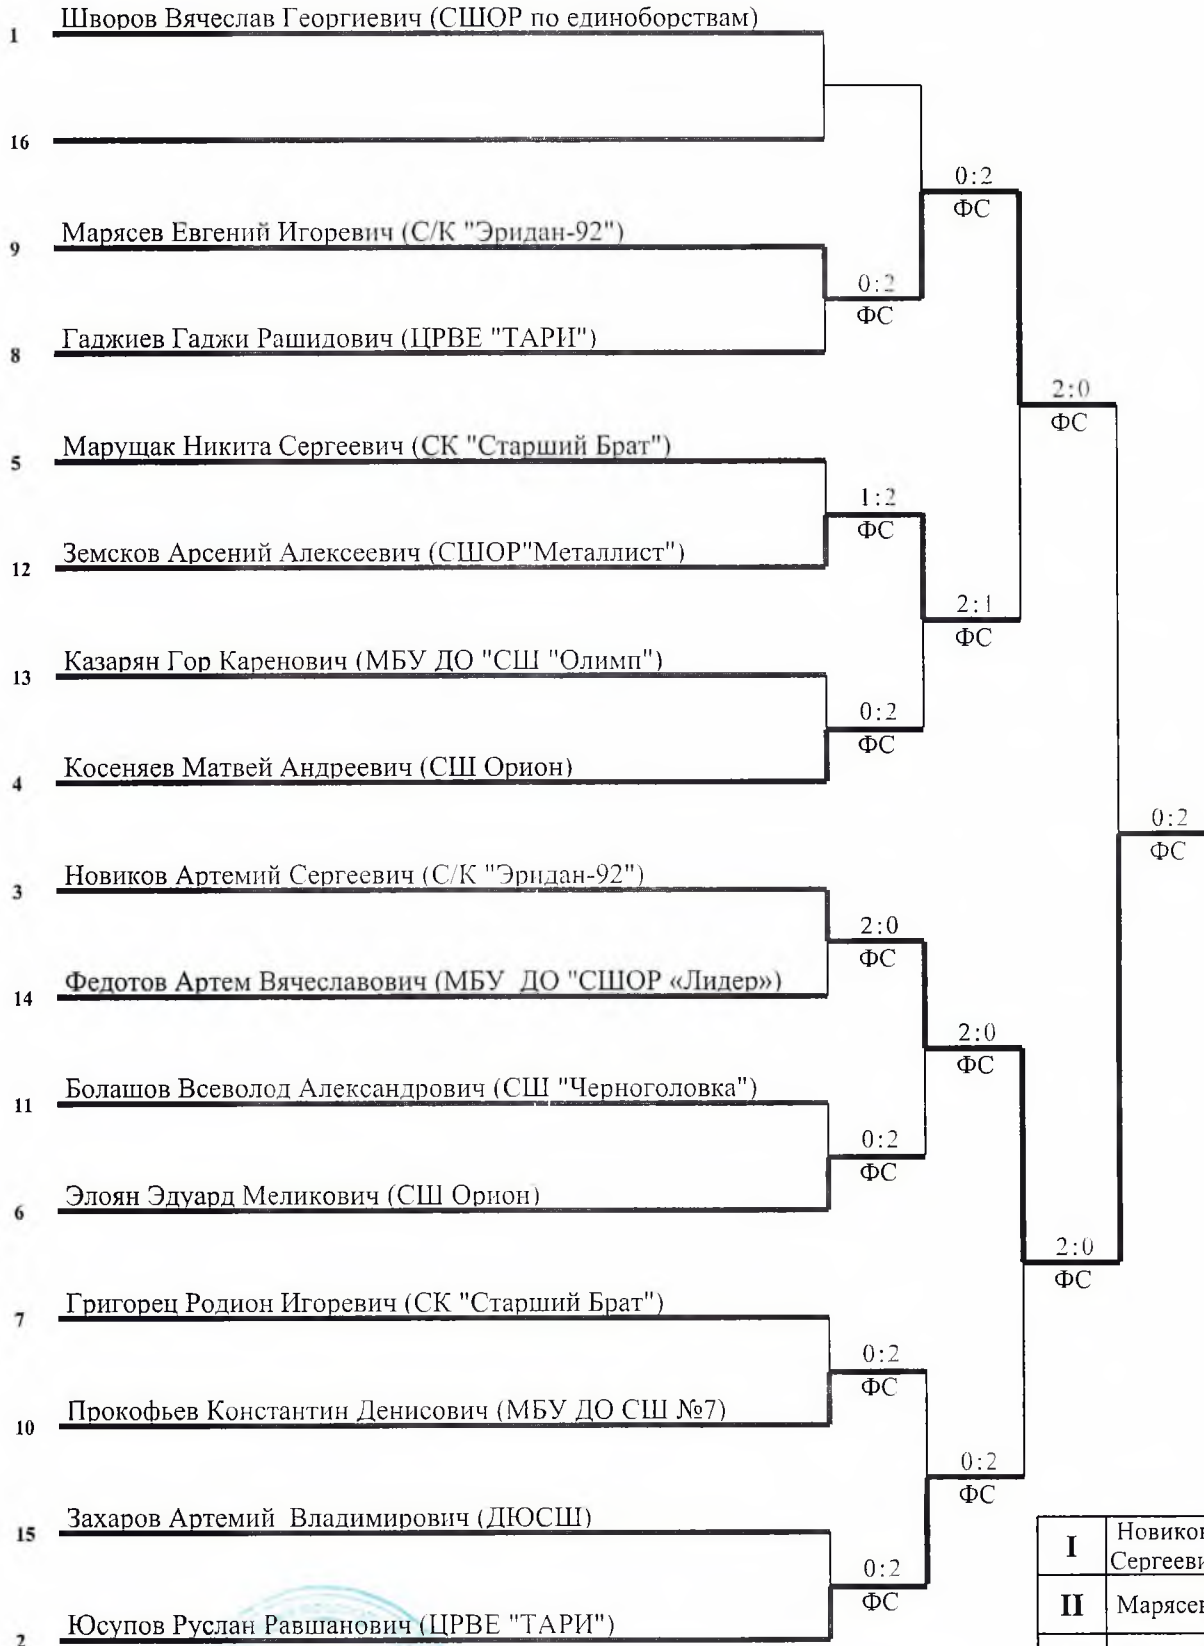 Шворов Вячеслав Георгиевич (СШОР по единоборствам)
1
16
0:2
ФС
Марясев Евгений Игоревич (С/К "Эридан-92")
9
0:2
ФС
Гаджиев Гаджи Рашидович (ЦРВЕ "ТАРИ")
8
2:0
ФС
Марущак Никита Сергеевич (СК "Старший Брат")
5
1:2
ФС
Земсков Арсений Алексеевич (СШОР"Металлист")
12
2:1
ФС
Казарян Гор Каренович (МБУ ДО "СШ "Олимп")
13
0:2
ФС
Косеняев Матвей Андреевич (СШ Орион)
4
0:2
ФС
Новиков Артемий Сергеевич (С/К "Эридан-92")
3
2:0
ФС
Федотов Артем Вячеславович (МБУ ДО "СШОР «Лидер»)
14
2:0
ФС
Болашов Всеволод Александрович (СШ "Черноголовка")
11
0:2
ФС
Элоян Эдуард Меликович (СШ Орион)
6
2:0
ФС
Григорец Родион Игоревич (СК "Старший Брат")
7
0:2
ФС
Прокофьев Константин Денисович (МБУ ДО СШ №7)
10
0:2
ФС
Захаров Артемий Владимирович (ДЮСШ)
15
0:2
ФС
Юсупов Руслан Равшанович (ЦРВЕ "ТАРИ")
2
I Новиков
Сергееви
II Марясев